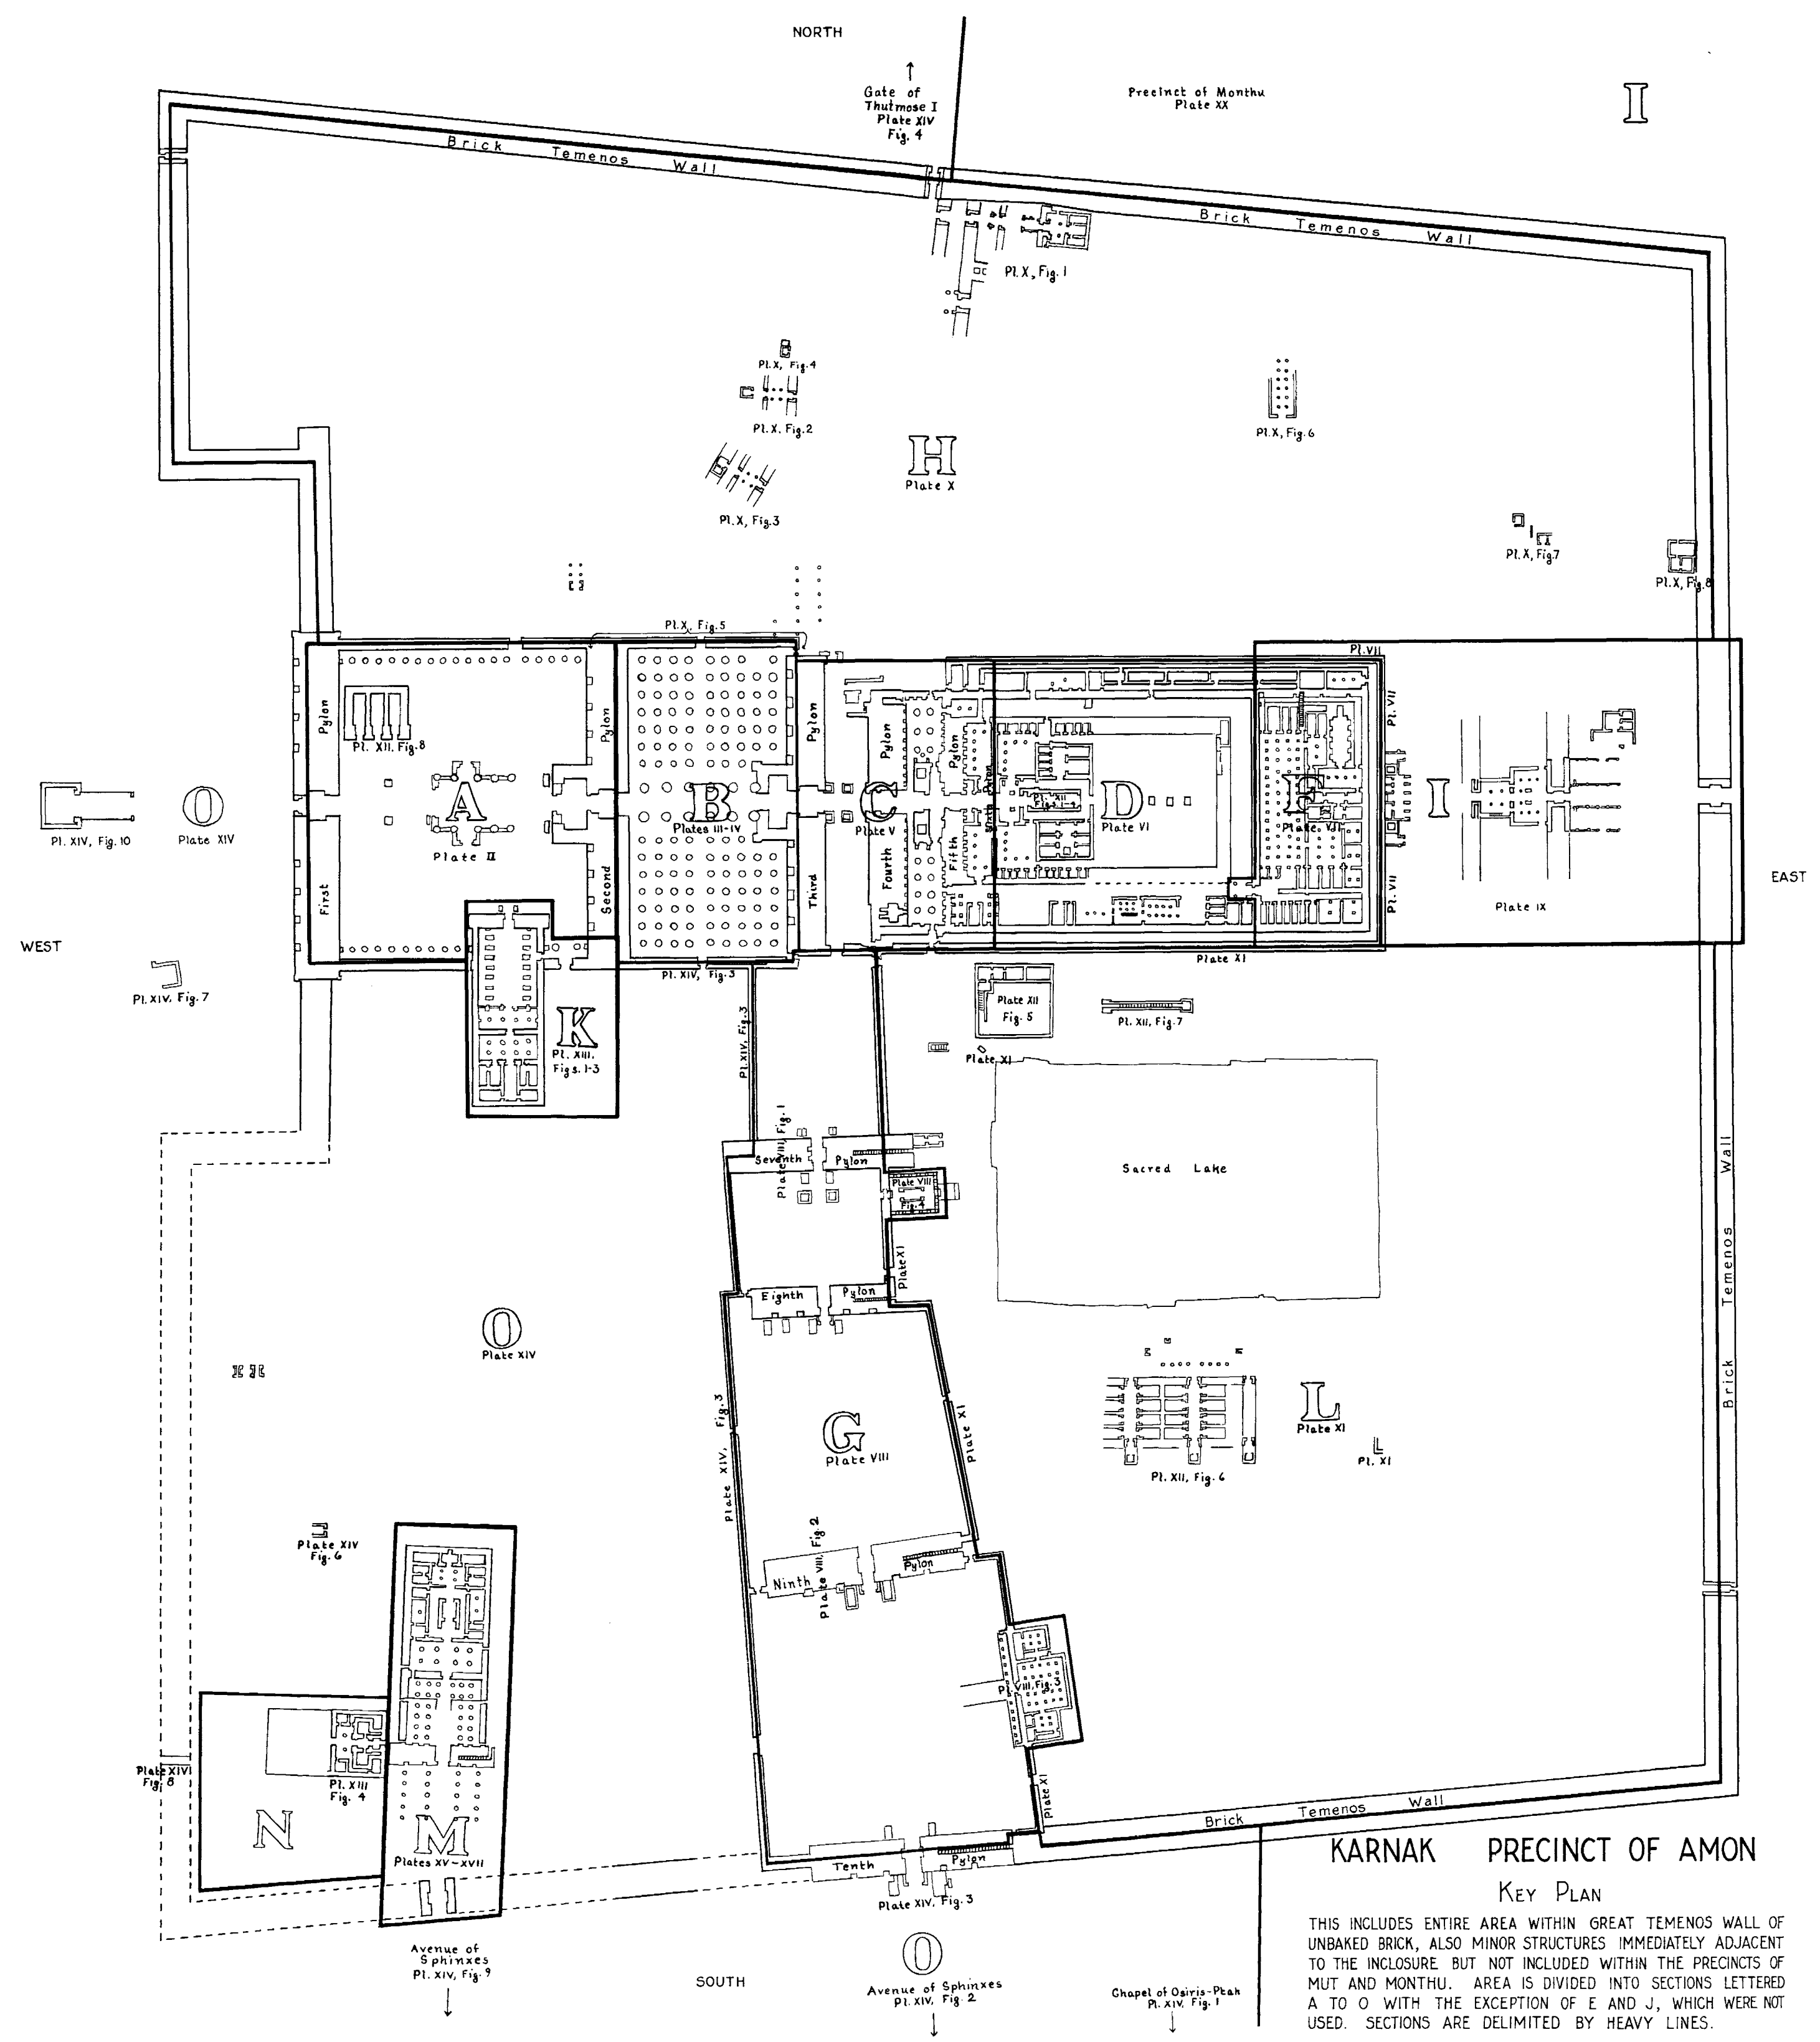 NORTH
Gate of
Thutmose I
Plate XIV
Fig. 4
Precinct of Monthu
Plate XX
I
Brick Temenos Wall
Brick Temenos Wall
Pl. X, Fig. 1
Pl. X, Fig. 4
Pl. X, Fig. 2
Pl. X, Fig. 6
H
Plate X
Pl. X, Fig. 3
Pl. X, Fig. 7
Pl. X, Fig. 8
Pl. X, Fig. 5
Pl. VII
Pylon
Pl. XII, Fig. 8
Pylon
Pylon
Pylon
Pylon
Sixth Pylon
Pl. VII
O
Plate XIV
Pl. XIV, Fig. 10
A
Plate II
B
Plates III-IV
C
Plate V
Pl. XII
Figs. 1-4
D
Plate VI
F
Plate VII
I
Plate IX
EAST
First
Second
Third
Fourth
Fifth
Pl. VII
WEST
Pl. XIV, Fig. 7
Pl. XIV, Fig. 3
Plate XI
K
Pl. XIII,
Figs. 1-3
Pl. XIV, Fig. 3
Plate XII
Fig. 5
Pl. XII, Fig. 7
Plate XI
Sacred Lake
Plate VIII, Fig. 1
Seventh Pylon
Plate VIII
Fig. 4
Plate XI
Eighth Pylon
Brick Temenos Wall
O
Plate XIV
Plate XIV, Fig. 3
G
Plate VIII
Plate XI
L
Plate XI
Pl. XII, Fig. 6
Pl. XI
Plate XIV
Fig. 6
Plate VIII, Fig. 2
Ninth Pylon
Pl. VIII, Fig. 3
Plate XIV
Fig. 8
Pl. XIII
Fig. 4
N
M
Plates XV-XVII
Plate XI
Brick Temenos Wall
Tenth Pylon
Plate XIV, Fig. 3
Avenue of
Sphinxes
Pl. XIV, Fig. 9
SOUTH
O
Avenue of Sphinxes
Pl. XIV, Fig. 2
Chapel of Osiris-Ptah
Pl. XIV, Fig. 1
KARNAK PRECINCT OF AMON
KEY PLAN
THIS INCLUDES ENTIRE AREA WITHIN GREAT TEMENOS WALL OF
UNBAKED BRICK, ALSO MINOR STRUCTURES IMMEDIATELY ADJACENT
TO THE INCLOSURE BUT NOT INCLUDED WITHIN THE PRECINCTS OF
MUT AND MONTHU. AREA IS DIVIDED INTO SECTIONS LETTERED
A TO O WITH THE EXCEPTION OF E AND J, WHICH WERE NOT
USED. SECTIONS ARE DELIMITED BY HEAVY LINES.